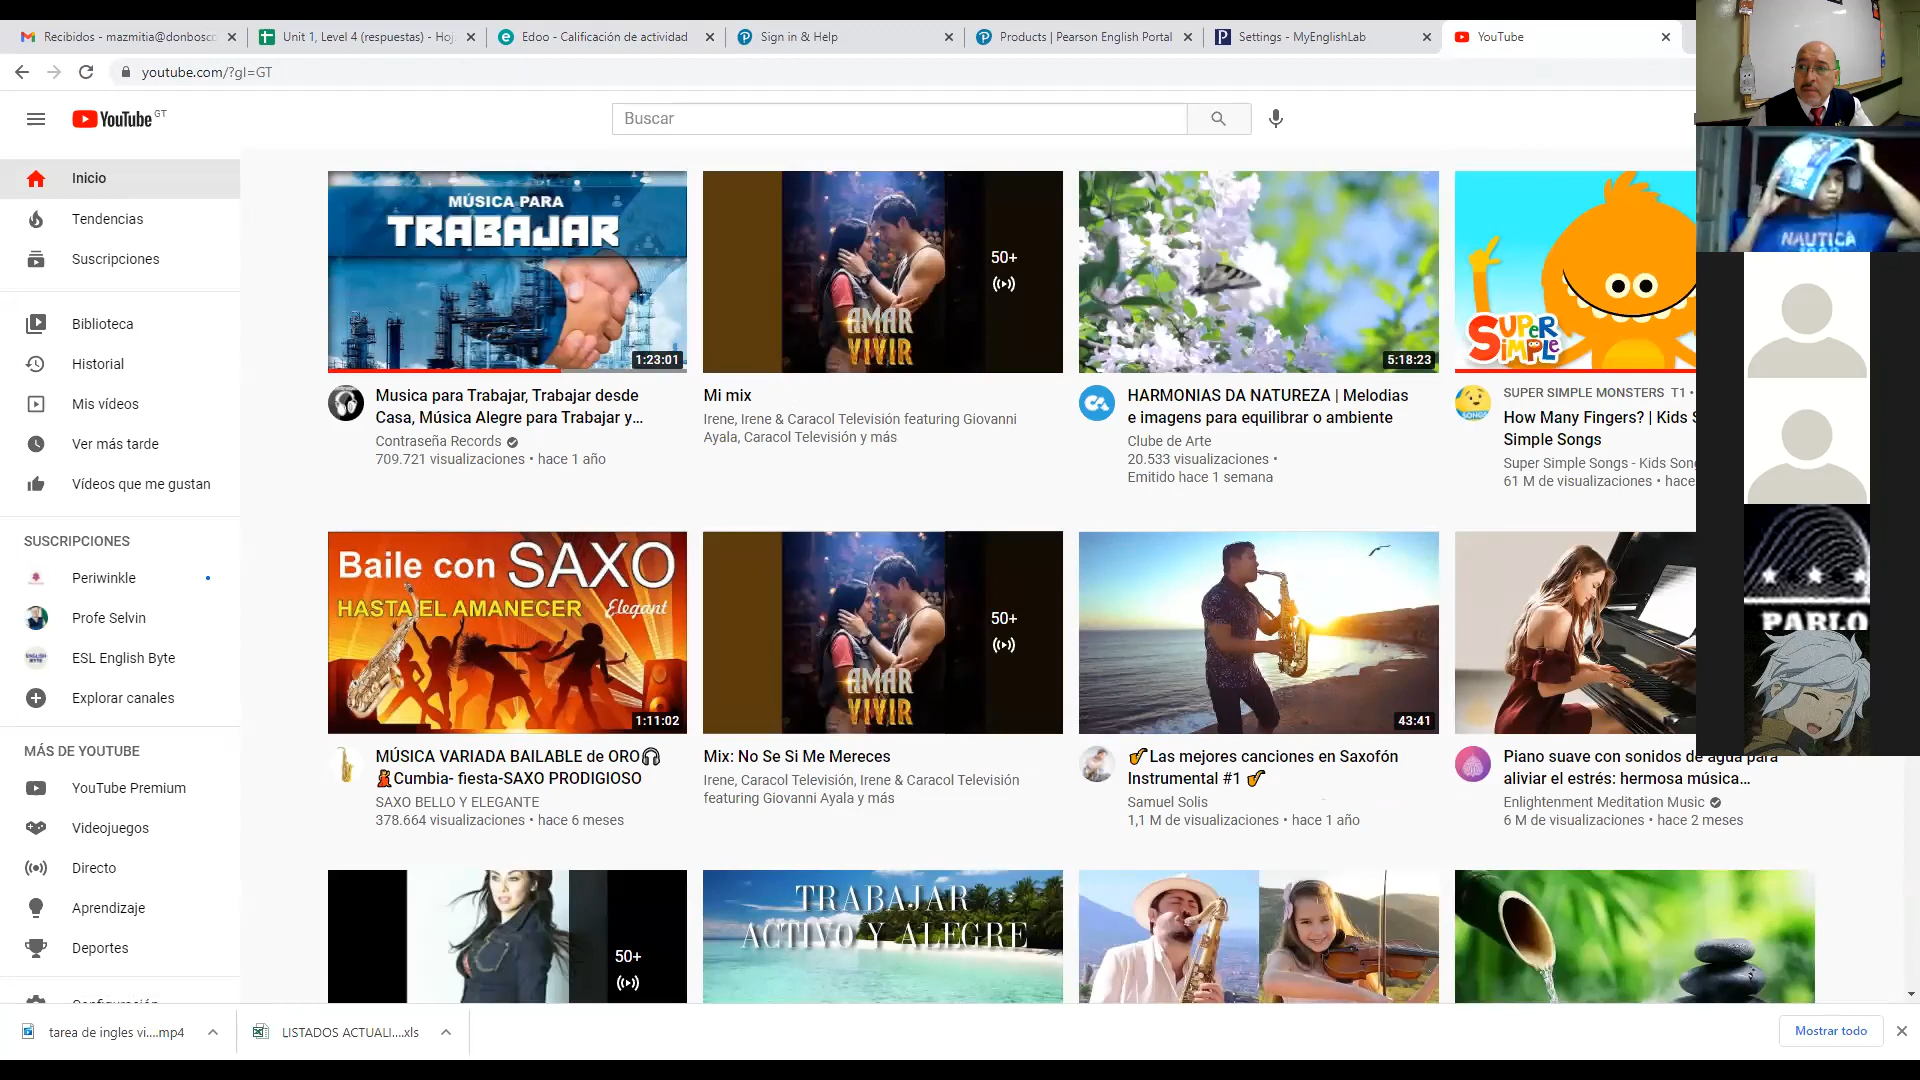 Recibidos - mazmitia@donbosco
Unit 1, Level 4 (respuestas) - Hoj
Edoo - Calificación de actividad
Sign in & Help
Products | Pearson English Portal
Settings - MyEnglishLab
YouTube
youtube.com/?gl=GT
YouTube GT
Buscar
Inicio
Tendencias
Suscripciones
Biblioteca
Historial
Mis vídeos
Ver más tarde
Vídeos que me gustan
SUSCRIPCIONES
Periwinkle
Profe Selvin
ESL English Byte
Explorar canales
MÁS DE YOUTUBE
YouTube Premium
Videojuegos
Directo
Aprendizaje
Deportes
Configuración
MÚSICA PARA
TRABAJAR
1:23:01
Musica para Trabajar, Trabajar desde
Casa, Música Alegre para Trabajar y…
Contraseña Records
709.721 visualizaciones • hace 1 año
AMAR
VIVIR
50+
Mi mix
Irene, Irene & Caracol Televisión featuring Giovanni
Ayala, Caracol Televisión y más
5:18:23
HARMONIAS DA NATUREZA | Melodias
e imagens para equilibrar o ambiente
Clube de Arte
20.533 visualizaciones •
Emitido hace 1 semana
SUPER
SIMPLE
SUPER SIMPLE MONSTERS T1 •
How Many Fingers? | Kids S
Simple Songs
Super Simple Songs - Kids Son
61 M de visualizaciones • hace
NAUTICA
Baile con SAXO
HASTA EL AMANECER Elegant
1:11:02
MÚSICA VARIADA BAILABLE de ORO🎧
💃Cumbia- fiesta-SAXO PRODIGIOSO
SAXO BELLO Y ELEGANTE
378.664 visualizaciones • hace 6 meses
AMAR
VIVIR
50+
Mix: No Se Si Me Mereces
Irene, Caracol Televisión, Irene & Caracol Televisión
featuring Giovanni Ayala y más
43:41
🎷Las mejores canciones en Saxofón
Instrumental #1 🎷
Samuel Solis
1,1 M de visualizaciones • hace 1 año
Piano suave con sonidos de agua para
aliviar el estrés: hermosa música…
Enlightenment Meditation Music
6 M de visualizaciones • hace 2 meses
PABLO
50+
TRABAJAR
ACTIVO Y ALEGRE
tarea de ingles vi....mp4
LISTADOS ACTUALI....xls
Mostrar todo